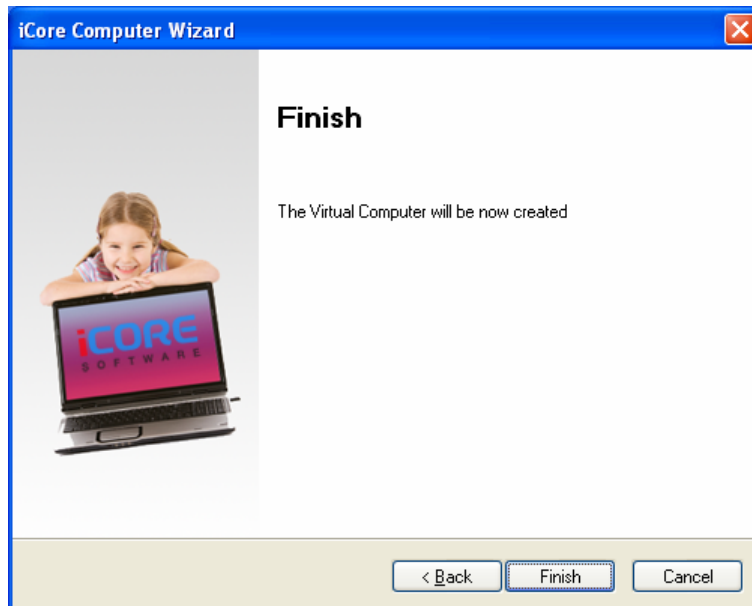 iCore Computer Wizard
Finish
The Virtual Computer will be now created
iCORE
SOFTWARE
< Back
Finish
Cancel